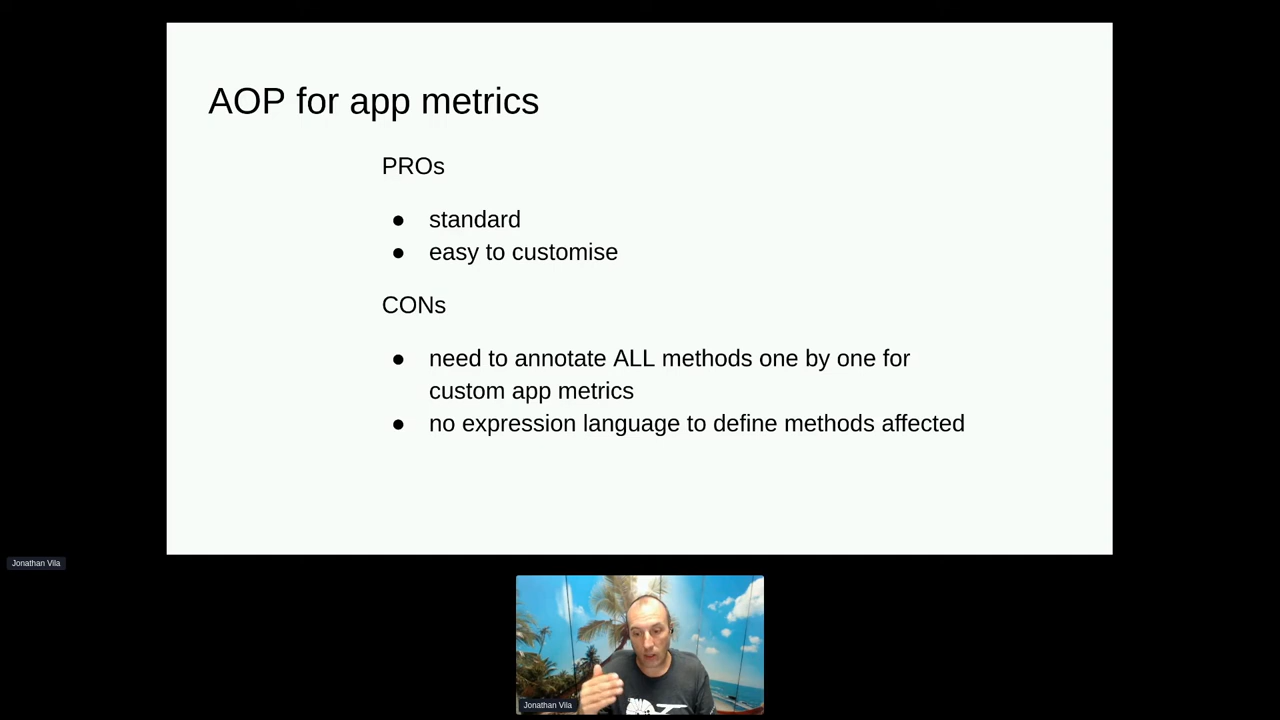 AOP for app metrics
PROs
● standard
● easy to customise
CONs
● need to annotate ALL methods one by one for
custom app metrics
● no expression language to define methods affected
Jonathan Vila
Jonathan Vila